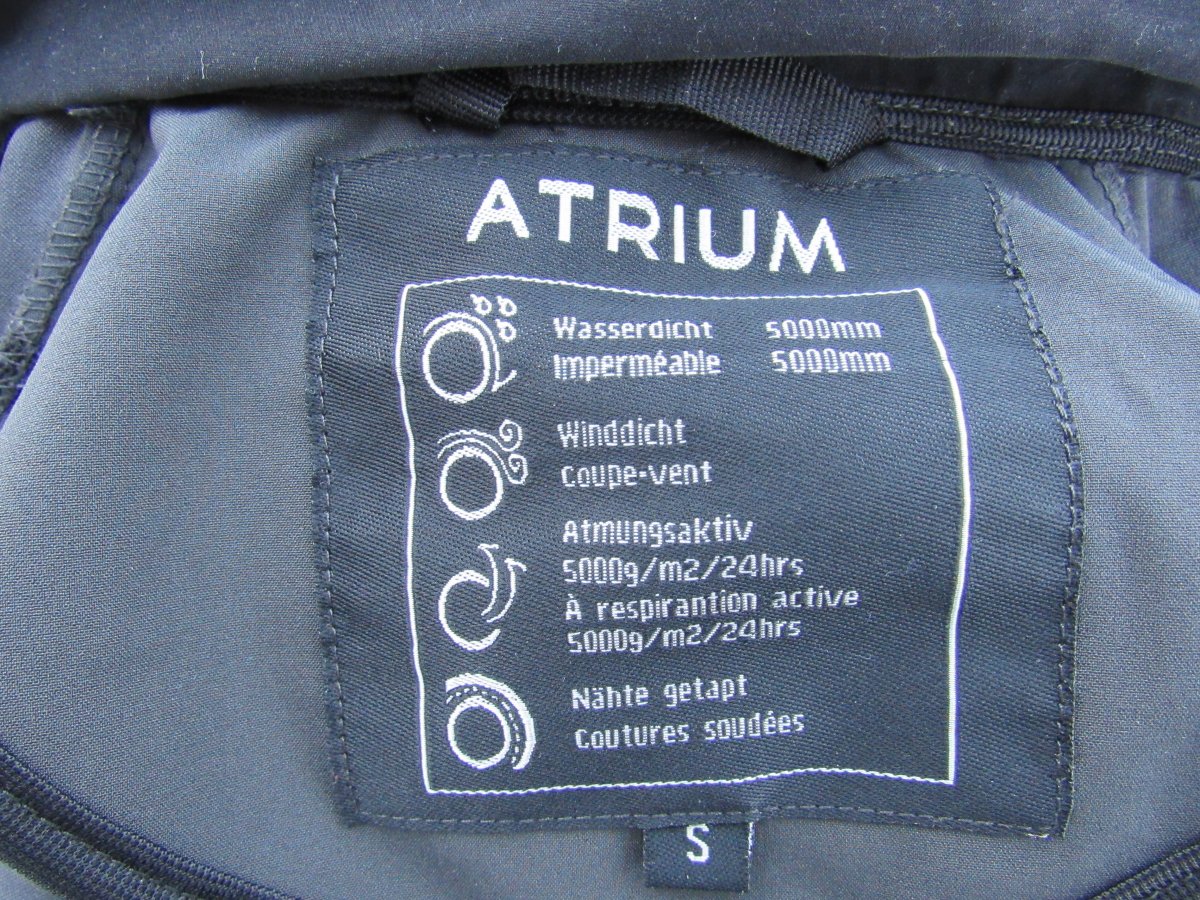 ATRIUM
Wasserdicht 5000mm
Imperméable 5000mm
Winddicht
coupe-vent
Atmungsaktiv
5000g/m2/24hrs
À respirantion active
5000g/m2/24hrs
Nähte getapt
Coutures soudées
S